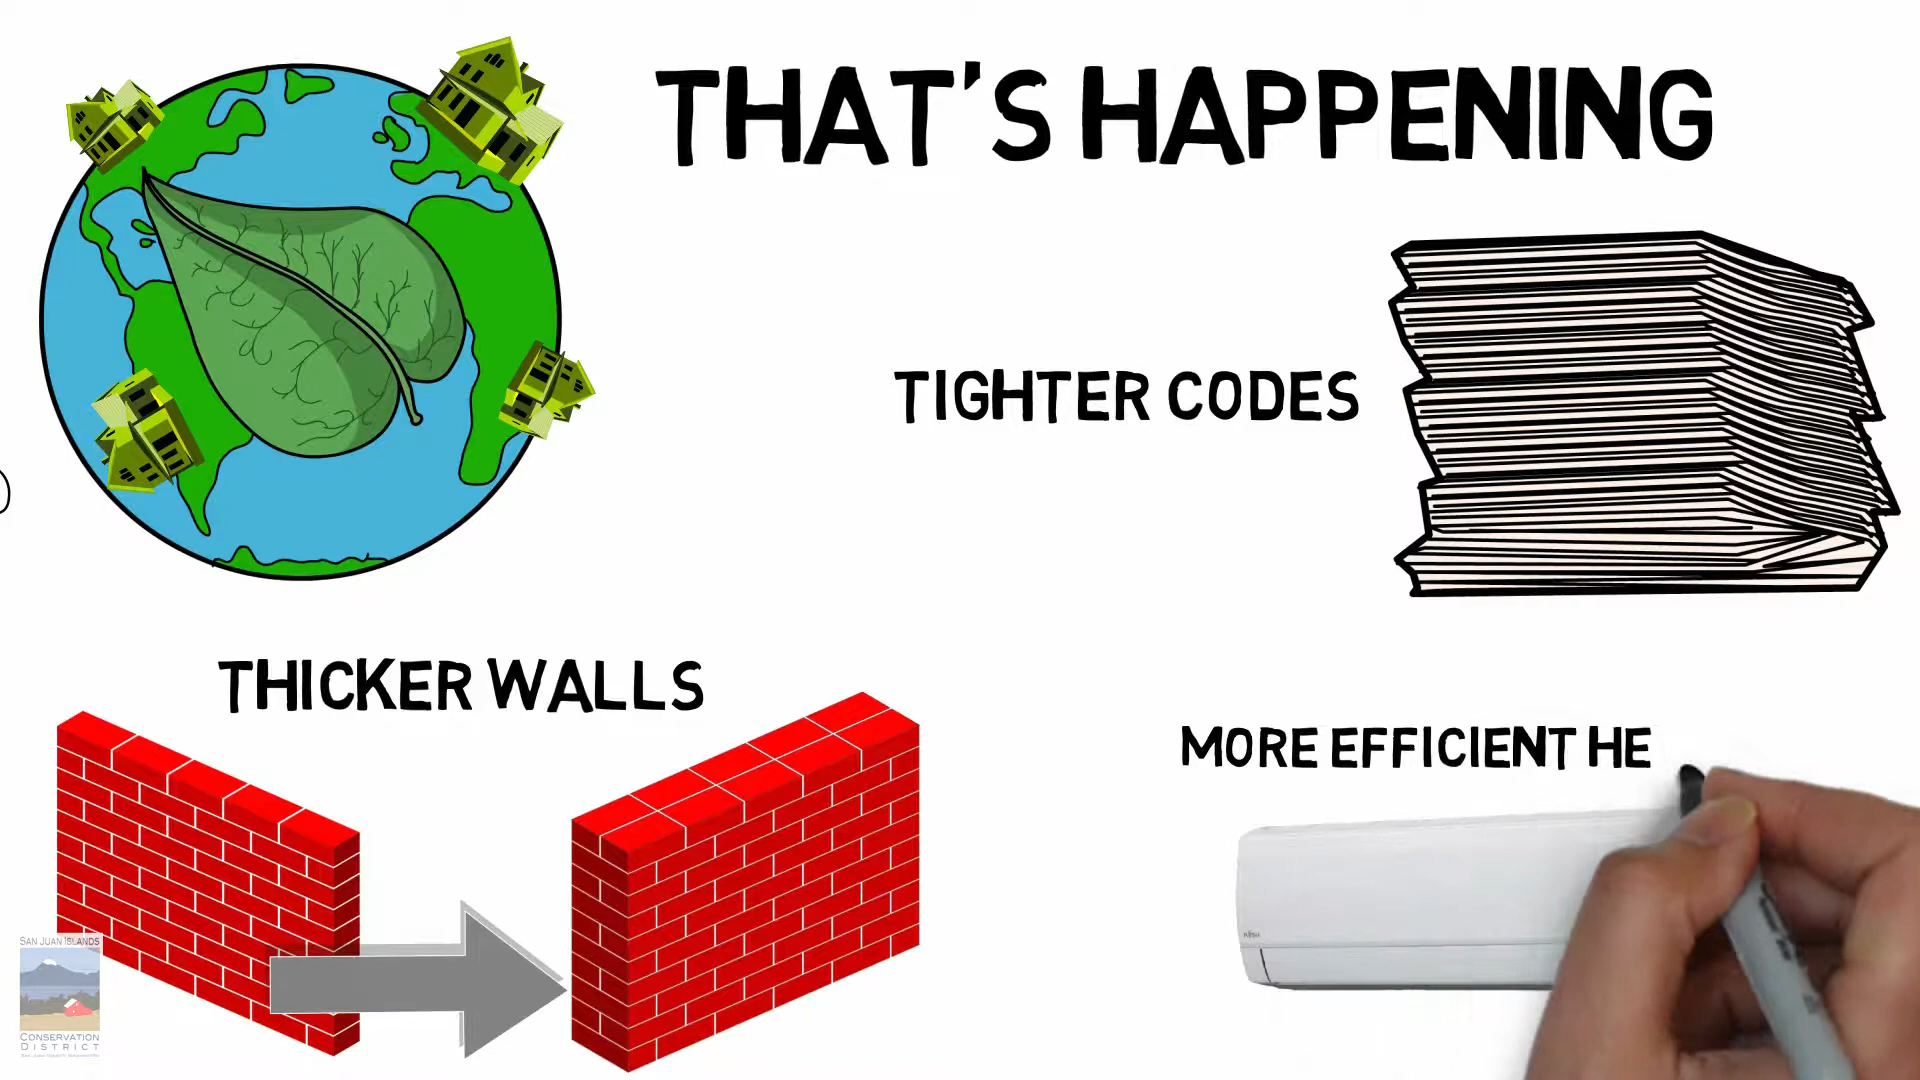 THAT'S HAPPENING
TIGHTER CODES
THICKER WALLS
MORE EFFICIENT HE
SAN JUAN ISLANDS
CONSERVATION
DISTRICT